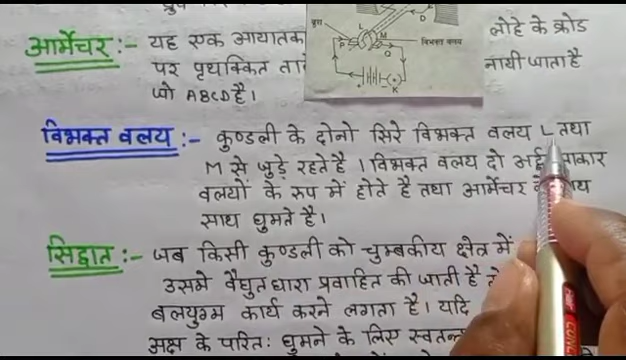 आर्मेचर:- यह एक आयातका लोहे के क्रोड
पर पृथक्कित ता नायी जाता है
जो ABCD है।
L
D
P
M
विभक्त वलय
Q
K
विभक्त वलय:- कुण्डली के दोनो सिरे विभक्त वलय L तथा
M से जुड़े रहते है। विभक्त वलय दो अर्द्ध आकार
वलयों के रूप में होते है तथा आर्मेचर के
साथ घुमते है।
सिद्वात:- जब किसी कुण्डली को चुम्बकीय क्षेत्र में
उसमे वैधुत धारा प्रवाहित की जाती है
बलयुग्म कार्य करने लगता है। यदि
अक्ष के परितः घुमने के लिए स्वतन्त्र